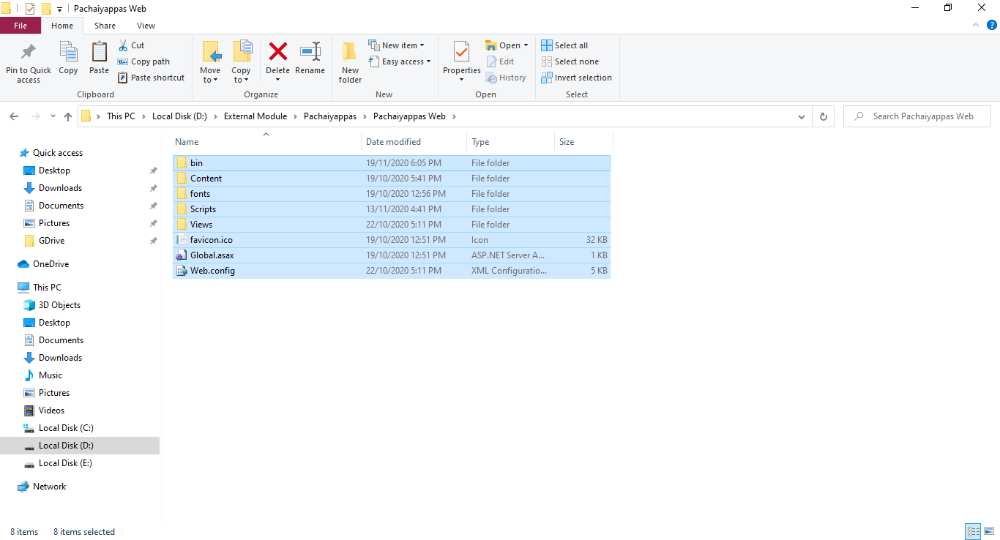 Pachaiyappas Web
File Home Share View
Pin to Quick access
Copy
Paste
Cut
Copy path
Paste shortcut
Clipboard
Move to
Copy to
Delete
Rename
Organize
New folder
New item
Easy access
New
Properties
Open
Edit
History
Open
Select all
Select none
Invert selection
Select
This PC > Local Disk (D:) > External Module > Pachaiyappas > Pachaiyappas Web >
Search Pachaiyappas Web
Quick access
Desktop
Downloads
Documents
Pictures
GDrive
OneDrive
This PC
3D Objects
Desktop
Documents
Downloads
Music
Pictures
Videos
Local Disk (C:)
Local Disk (D:)
Local Disk (E:)
Network
Name Date modified Type Size
bin 19/11/2020 6:05 PM File folder
Content 19/10/2020 5:41 PM File folder
fonts 19/10/2020 12:56 PM File folder
Scripts 13/11/2020 4:41 PM File folder
Views 22/10/2020 5:11 PM File folder
favicon.ico 19/10/2020 12:51 PM Icon 32 KB
Global.asax 19/10/2020 12:51 PM ASP.NET Server A... 1 KB
Web.config 22/10/2020 5:11 PM XML Configuratio... 5 KB
8 items 8 items selected